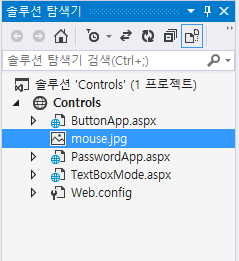 솔루션 탐색기
솔루션 탐색기 검색(Ctrl+;)
솔루션 'Controls' (1 프로젝트)
Controls
ButtonApp.aspx
mouse.jpg
PasswordApp.aspx
TextBoxMode.aspx
Web.config